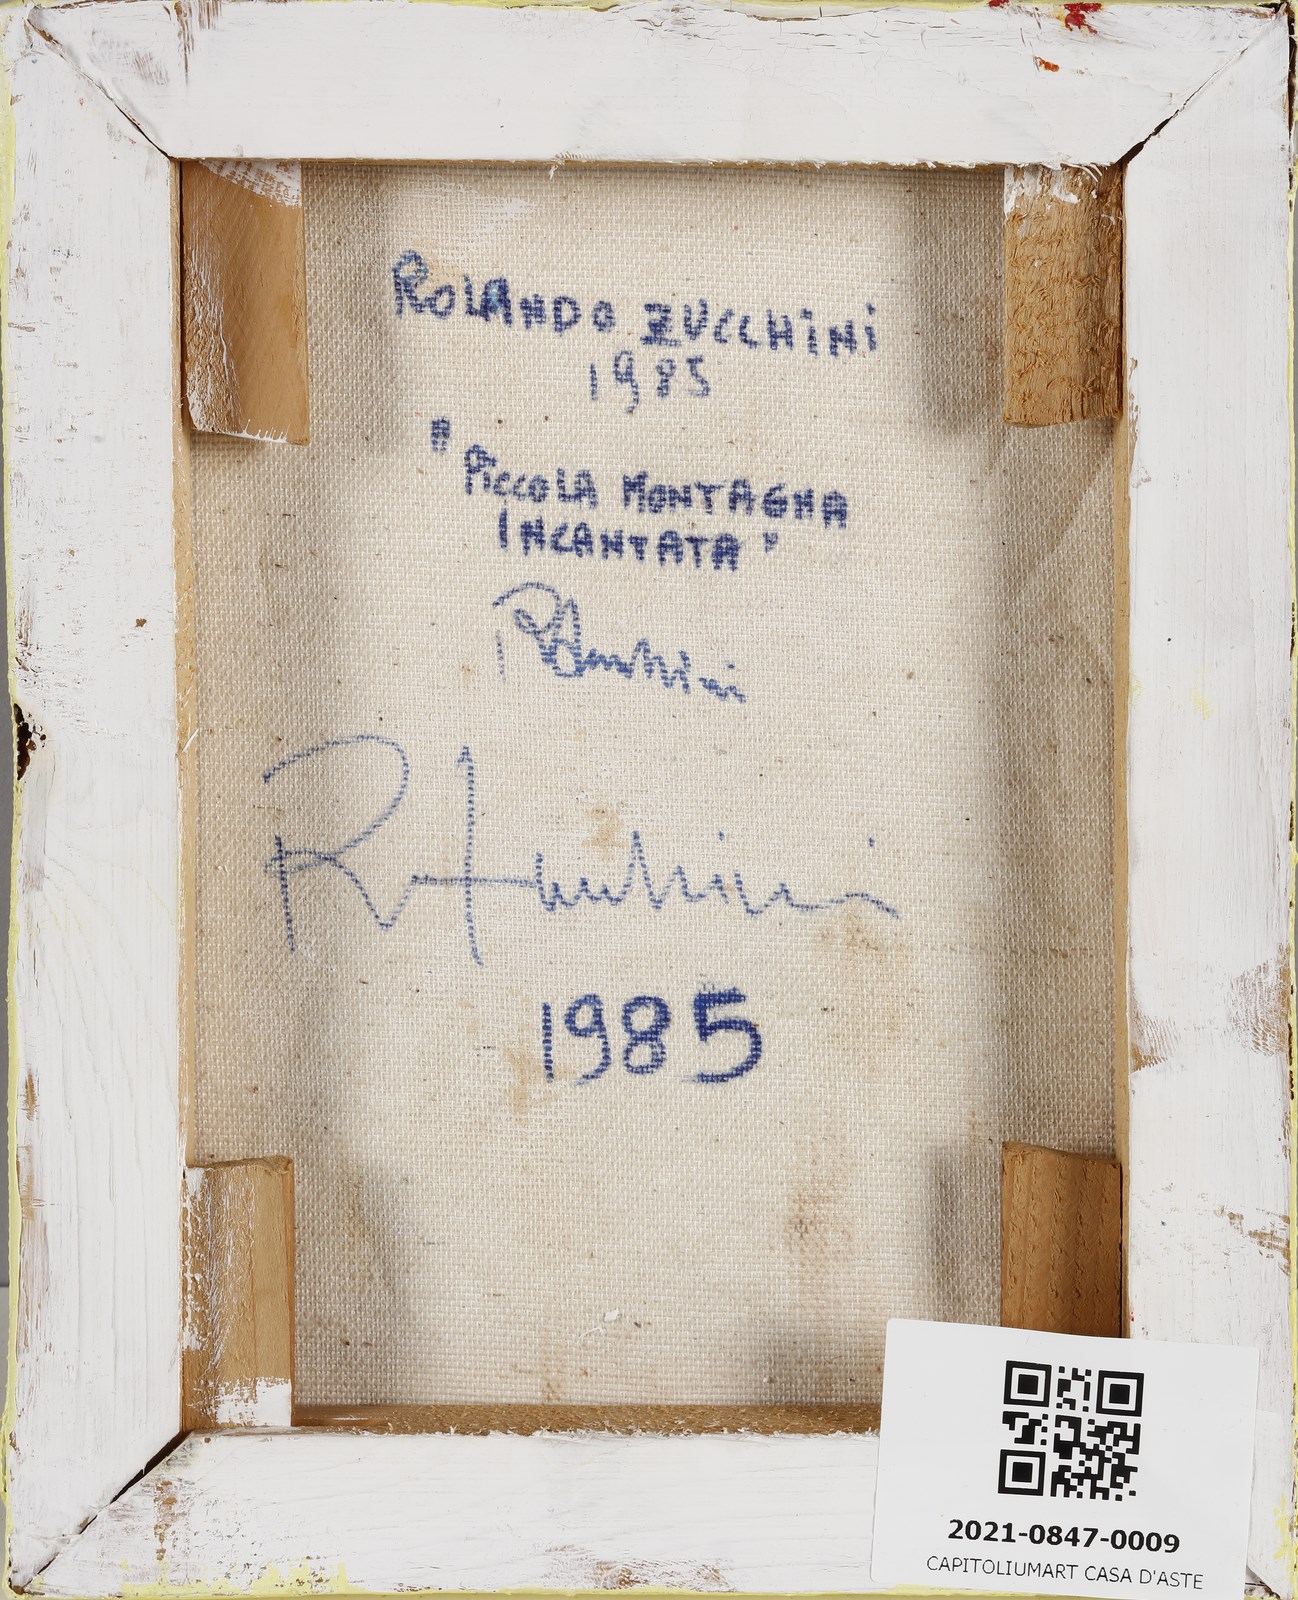 ROLANDO ZUCCHINI
1985
"PICCOLA MONTAGNA
INCANTATA"
1985
2021-0847-0009
CAPITOLIUMART CASA D'ASTE